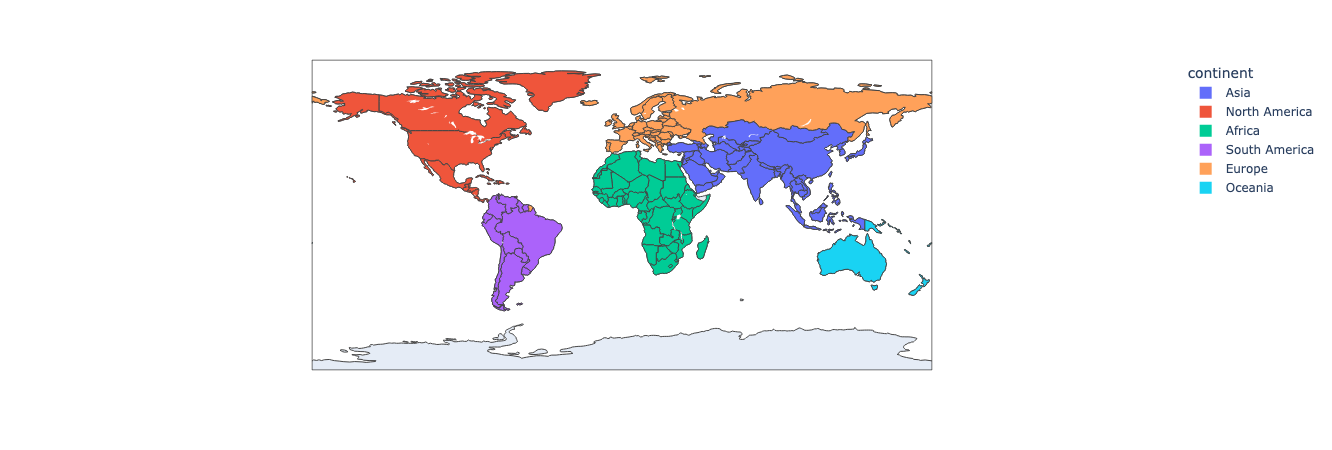 continent
Asia
North America
Africa
South America
Europe
Oceania